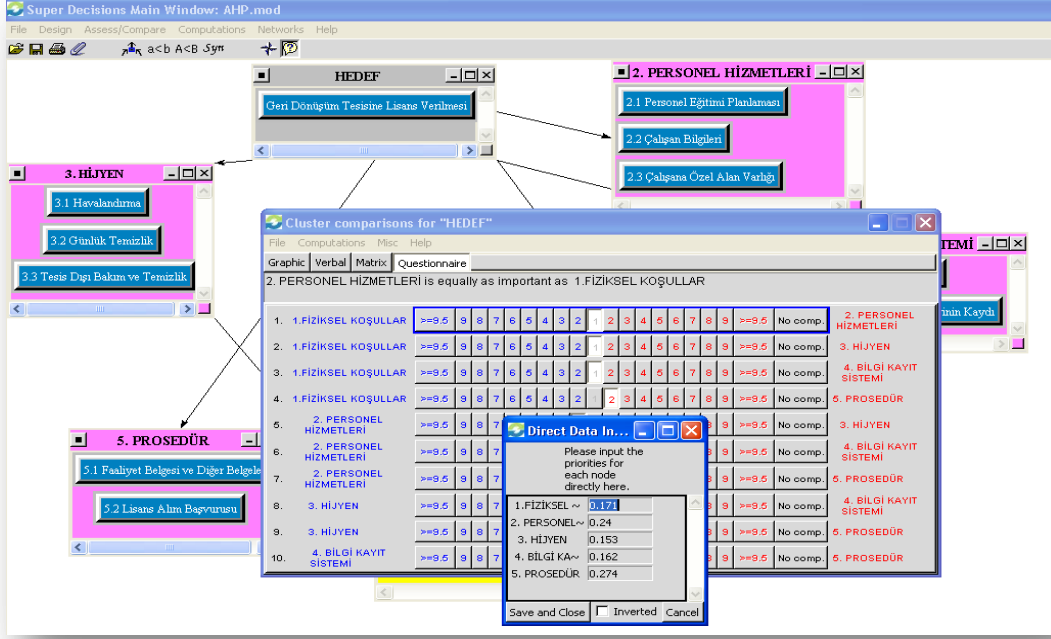 Super Decisions Main Window: AHP.mod
File Design Assess/Compare Computations Networks Help
a<b A<B Syn
HEDEF
Geri Dönüşüm Tesisine Lisans Verilmesi
2. PERSONEL HİZMETLERİ
2.1 Personel Eğitimi Planlaması
2.2 Çalışan Bilgileri
2.3 Çalışana Özel Alan Varlığı
3. HİJYEN
3.1 Havalandırma
3.2 Günlük Temizlik
3.3 Tesis Dışı Bakım ve Temizlik
TEMİ
rinin Kaydı
5. PROSEDÜR
5.1 Faaliyet Belgesi ve Diğer Belgele
5.2 Lisans Alım Başvurusu
Cluster comparisons for "HEDEF"
File Computations Misc Help
Graphic Verbal Matrix Questionnaire
2. PERSONEL HİZMETLERİ is equally as important as 1.FİZİKSEL KOŞULLAR
1. 1.FİZİKSEL KOŞULLAR >=9.5 9 8 7 6 5 4 3 2 1 2 3 4 5 6 7 8 9 >=9.5 No comp. 2. PERSONEL HİZMETLERİ
2. 1.FİZİKSEL KOŞULLAR >=9.5 9 8 7 6 5 4 3 2 1 2 3 4 5 6 7 8 9 >=9.5 No comp. 3. HİJYEN
3. 1.FİZİKSEL KOŞULLAR >=9.5 9 8 7 6 5 4 3 2 1 2 3 4 5 6 7 8 9 >=9.5 No comp. 4. BİLGİ KAYIT SİSTEMİ
4. 1.FİZİKSEL KOŞULLAR >=9.5 9 8 7 6 5 4 3 2 1 2 3 4 5 6 7 8 9 >=9.5 No comp. 5. PROSEDÜR
5. 2. PERSONEL HİZMETLERİ >=9.5 9 8 7 9 >=9.5 No comp. 3. HİJYEN
6. 2. PERSONEL HİZMETLERİ >=9.5 9 8 7 9 >=9.5 No comp. 4. BİLGİ KAYIT SİSTEMİ
7. 2. PERSONEL HİZMETLERİ >=9.5 9 8 7 9 >=9.5 No comp. 5. PROSEDÜR
8. 3. HİJYEN >=9.5 9 8 7 9 >=9.5 No comp. 4. BİLGİ KAYIT SİSTEMİ
9. 3. HİJYEN >=9.5 9 8 7 9 >=9.5 No comp. 5. PROSEDÜR
10. 4. BİLGİ KAYIT SİSTEMİ >=9.5 9 8 7 9 >=9.5 No comp. 5. PROSEDÜR
Direct Data In...
Please input the
priorities for
each node
directly here.
1.FİZİKSEL ~ 0.171
2. PERSONEL~ 0.24
3. HİJYEN 0.153
4. BİLGİ KA~ 0.162
5. PROSEDÜR 0.274
Save and Close Inverted Cancel